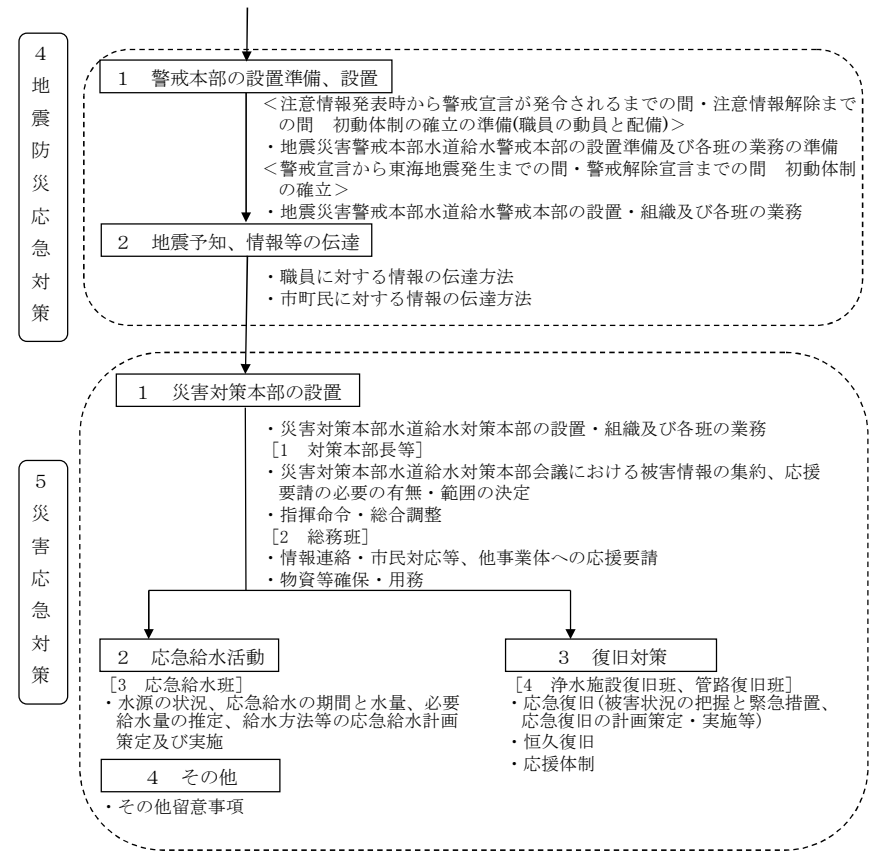 4 地震防災応急対策
1 警戒本部の設置準備、設置
＜注意情報発表時から警戒宣言が発令されるまでの間・注意情報解除まで
の間　初動体制の確立の準備(職員の動員と配備)＞
・地震災害警戒本部水道給水警戒本部の設置準備及び各班の業務の準備
＜警戒宣言から東海地震発生までの間・警戒解除宣言までの間　初動体制
の確立＞
・地震災害警戒本部水道給水警戒本部の設置・組織及び各班の業務
2 地震予知、情報等の伝達
・職員に対する情報の伝達方法
・市町民に対する情報の伝達方法
5 災害応急対策
1 災害対策本部の設置
・災害対策本部水道給水対策本部の設置・組織及び各班の業務
[1 対策本部長等]
・災害対策本部水道給水対策本部会議における被害情報の集約、応援
要請の必要の有無・範囲の決定
・指揮命令・総合調整
[2 総務班]
・情報連絡・市民対応等、他事業体への応援要請
・物資等確保・用務
2 応急給水活動
[3 応急給水班]
・水源の状況、応急給水の期間と水量、必要
給水量の推定、給水方法等の応急給水計画
策定及び実施
3 復旧対策
[4 浄水施設復旧班、管路復旧班]
・応急復旧(被害状況の把握と緊急措置、
応急復旧の計画策定・実施等)
・恒久復旧
・応援体制
4 その他
・その他留意事項